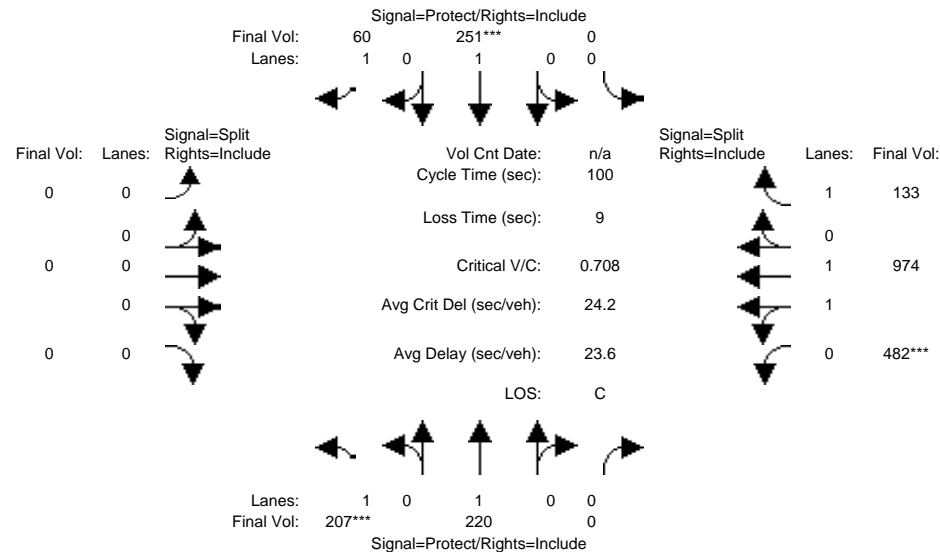 Signal=Protect/Rights=Include
Final Vol: 60 251*** 0
Lanes: 1 0 1 0 0
Signal=Split Signal=Split
Final Vol: Lanes: Rights=Include Vol Cnt Date: n/a Rights=Include Lanes: Final Vol:
Cycle Time (sec): 100
0 0 1 133
Loss Time (sec): 9
0 0
0 0 Critical V/C: 0.708 1 974
0 Avg Crit Del (sec/veh): 24.2 1
0 0 Avg Delay (sec/veh): 23.6 0 482***
LOS: C
Lanes: 1 0 1 0 0
Final Vol: 207*** 220 0
Signal=Protect/Rights=Include